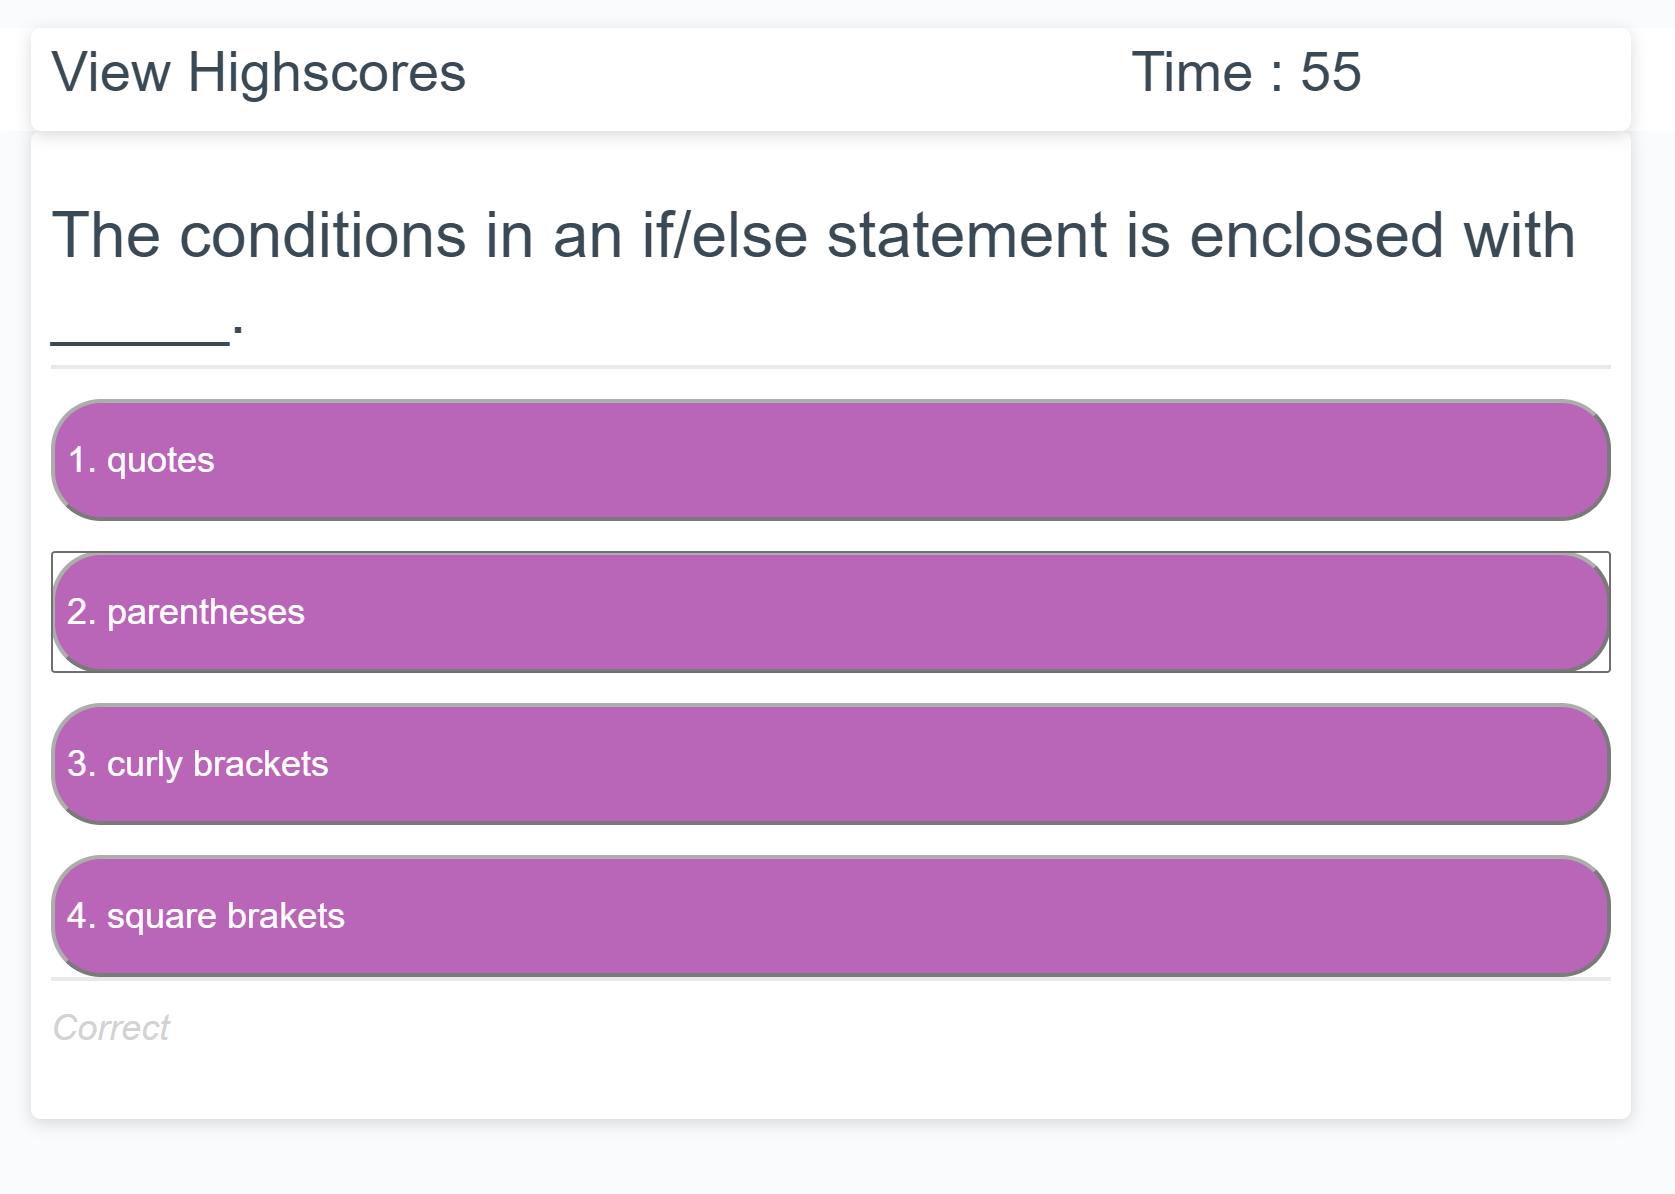 View Highscores
Time : 55
The conditions in an if/else statement is enclosed with
______.
1. quotes
2. parentheses
3. curly brackets
4. square brakets
Correct